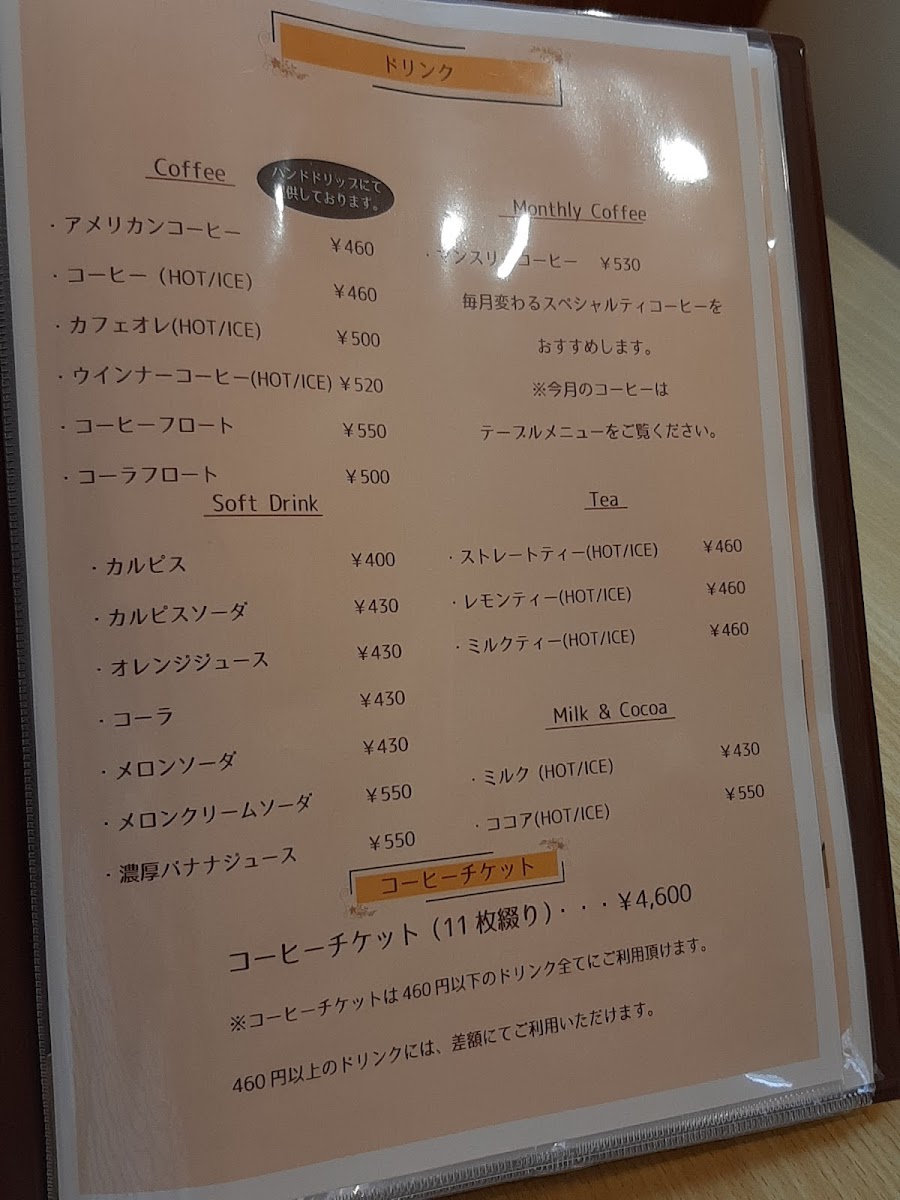 ドリンク
Coffee
ハンドドリップにて
供しております。
・アメリカンコーヒー ¥460
・コーヒー（HOT/ICE） ¥460
・カフェオレ(HOT/ICE) ¥500
・ウインナーコーヒー(HOT/ICE) ¥520
・コーヒーフロート ¥550
・コーラフロート ¥500
Soft Drink
・カルピス ¥400
・カルピスソーダ ¥430
・オレンジジュース ¥430
・コーラ ¥430
・メロンソーダ ¥430
・メロンクリームソーダ ¥550
・濃厚バナナジュース ¥550
Monthly Coffee
・マンスリーコーヒー ¥530
毎月変わるスペシャルティコーヒーを
おすすめします。
※今月のコーヒーは
テーブルメニューをご覧ください。
Tea
・ストレートティー(HOT/ICE) ¥460
・レモンティー(HOT/ICE) ¥460
・ミルクティー(HOT/ICE) ¥460
Milk & Cocoa
・ミルク (HOT/ICE) ¥430
・ココア(HOT/ICE) ¥550
コーヒーチケット
コーヒーチケット（11枚綴り）・・・¥4,600
※コーヒーチケットは460円以下のドリンク全てにご利用頂けます。
460円以上のドリンクには、差額にてご利用いただけます。